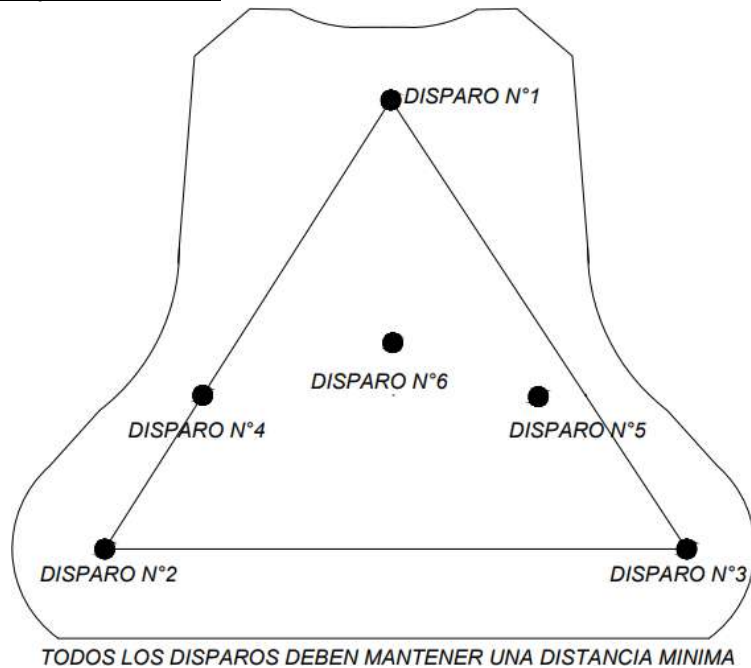 DISPARO N°1
DISPARO N°6
DISPARO N°4
DISPARO N°5
DISPARO N°2
DISPARO N°3
TODOS LOS DISPAROS DEBEN MANTENER UNA DISTANCIA MINIMA